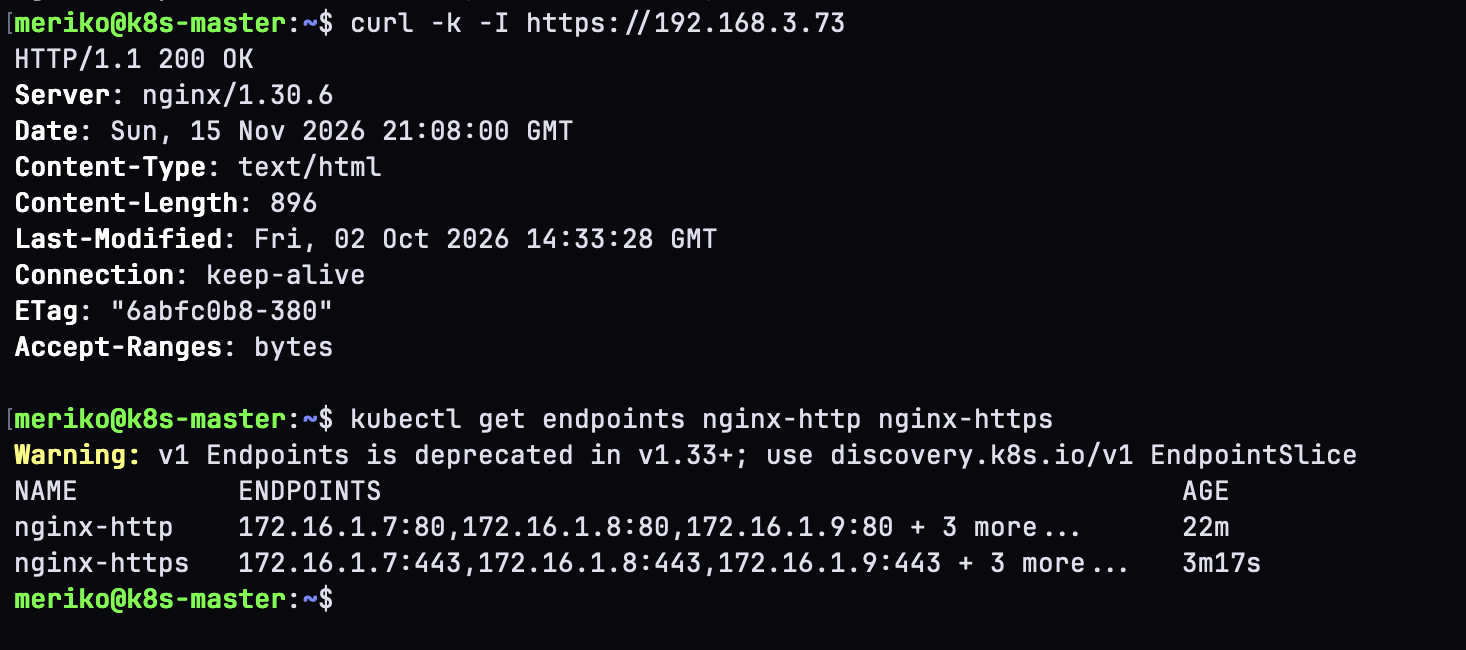 [meriko@k8s-master:~$ curl -k -I https://192.168.3.73
HTTP/1.1 200 OK
Server: nginx/1.30.6
Date: Sun, 15 Nov 2026 21:08:00 GMT
Content-Type: text/html
Content-Length: 896
Last-Modified: Fri, 02 Oct 2026 14:33:28 GMT
Connection: keep-alive
ETag: "6abfc0b8-380"
Accept-Ranges: bytes
[meriko@k8s-master:~$ kubectl get endpoints nginx-http nginx-https
Warning: v1 Endpoints is deprecated in v1.33+; use discovery.k8s.io/v1 EndpointSlice
NAME ENDPOINTS AGE
nginx-http 172.16.1.7:80,172.16.1.8:80,172.16.1.9:80 + 3 more... 22m
nginx-https 172.16.1.7:443,172.16.1.8:443,172.16.1.9:443 + 3 more... 3m17s
meriko@k8s-master:~$